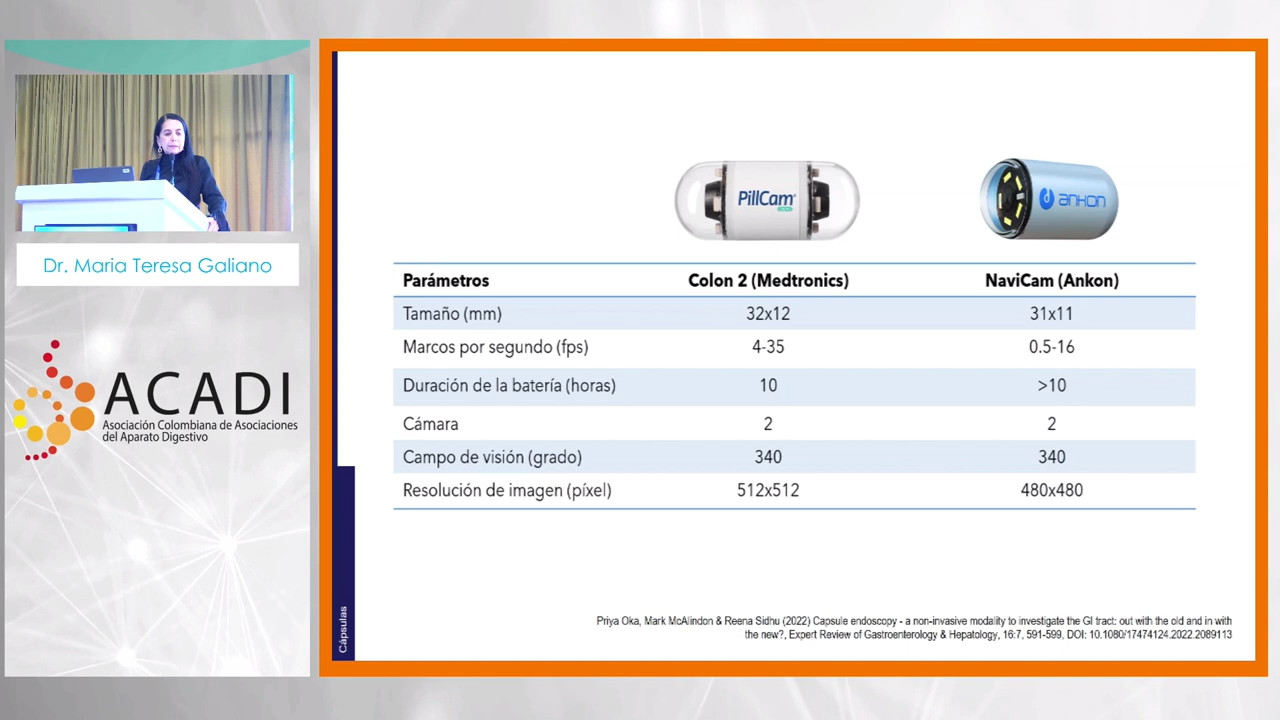 Dr. Maria Teresa Galiano
ACADI
Asociación Colombiana de Asociaciones
del Aparato Digestivo
PillCam
ankon
Parámetros Colon 2 (Medtronics) NaviCam (Ankon)
Tamaño (mm) 32x12 31x11
Marcos por segundo (fps) 4-35 0.5-16
Duración de la batería (horas) 10 >10
Cámara 2 2
Campo de visión (grado) 340 340
Resolución de imagen (píxel) 512x512 480x480
Cápsulas
Priya Oka, Mark McAlindon & Reena Sidhu (2022) Capsule endoscopy - a non-invasive modality to investigate the GI tract: out with the old and in with
the new?, Expert Review of Gastroenterology & Hepatology, 16:7, 591-599, DOI: 10.1080/17474124.2022.2089113